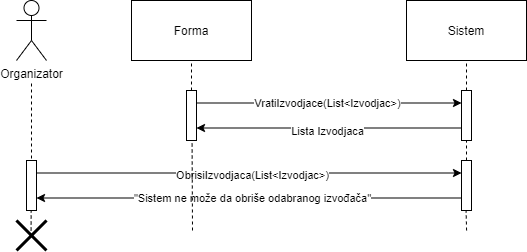 Forma
Sistem
Organizator
VratiIzvodjace(List<Izvodjac>)
Lista Izvodjaca
ObrisiIzvodjaca(List<Izvodjac>)
"Sistem ne može da obriše odabranog izvođača"